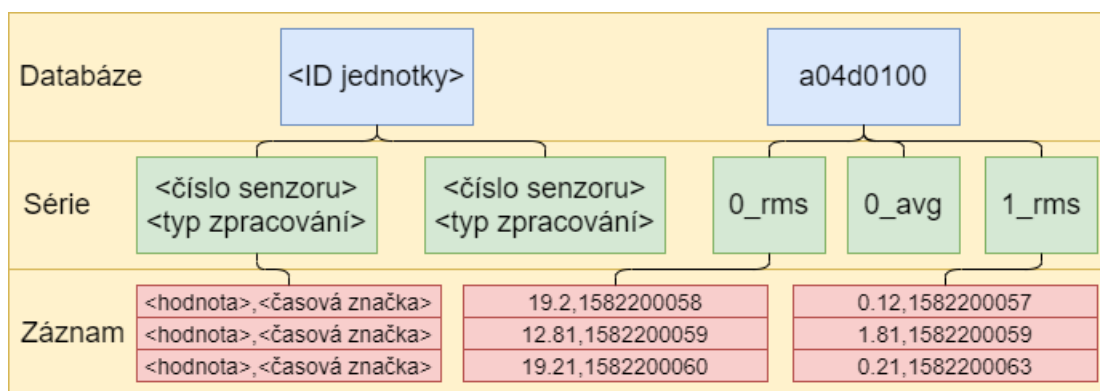 Databáze
<ID jednotky>
a04d0100
Série
<číslo senzoru>
<typ zpracování>
<číslo senzoru>
<typ zpracování>
0_rms
0_avg
1_rms
Záznam
<hodnota>,<časová značka>
<hodnota>,<časová značka>
<hodnota>,<časová značka>
19.2,1582200058
12.81,1582200059
19.21,1582200060
0.12,1582200057
1.81,1582200059
0.21,1582200063